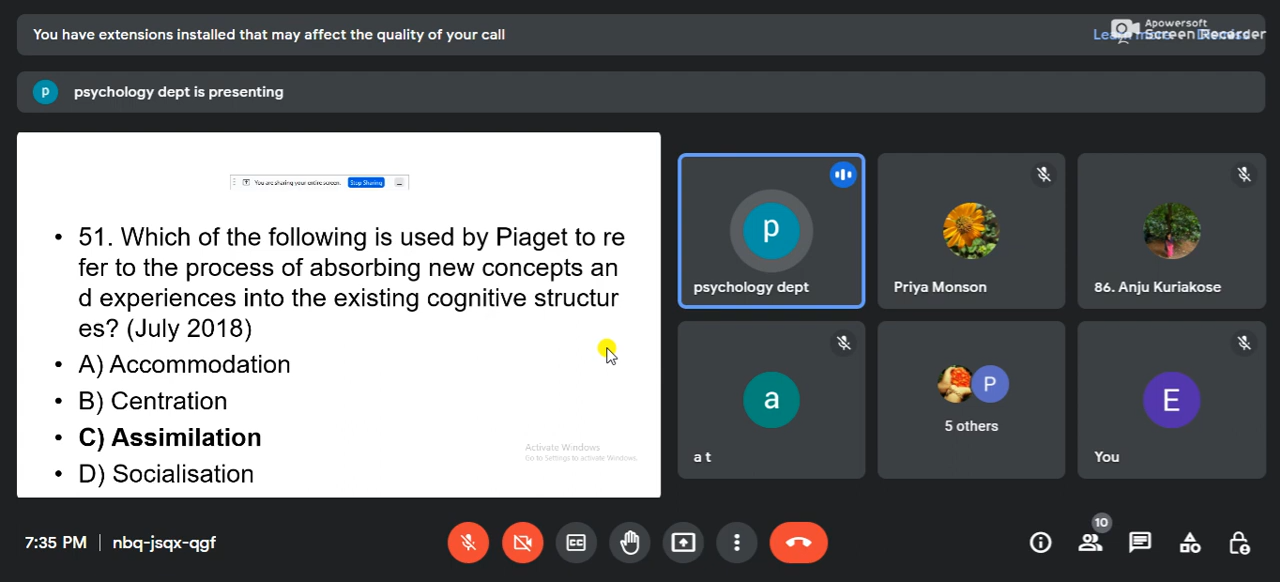 You have extensions installed that may affect the quality of your call
Apowersoft
Screen Recorder
p psychology dept is presenting
You are sharing your entire screen. Stop Sharing
• 51. Which of the following is used by Piaget to re
fer to the process of absorbing new concepts an
d experiences into the existing cognitive structur
es? (July 2018)
• A) Accommodation
• B) Centration
• C) Assimilation
• D) Socialisation
Activate Windows
Go to Settings to activate Windows.
p
psychology dept
Priya Monson
86. Anju Kuriakose
a
a t
P
5 others
E
You
7:35 PM | nbq-jsqx-qgf
CC
10